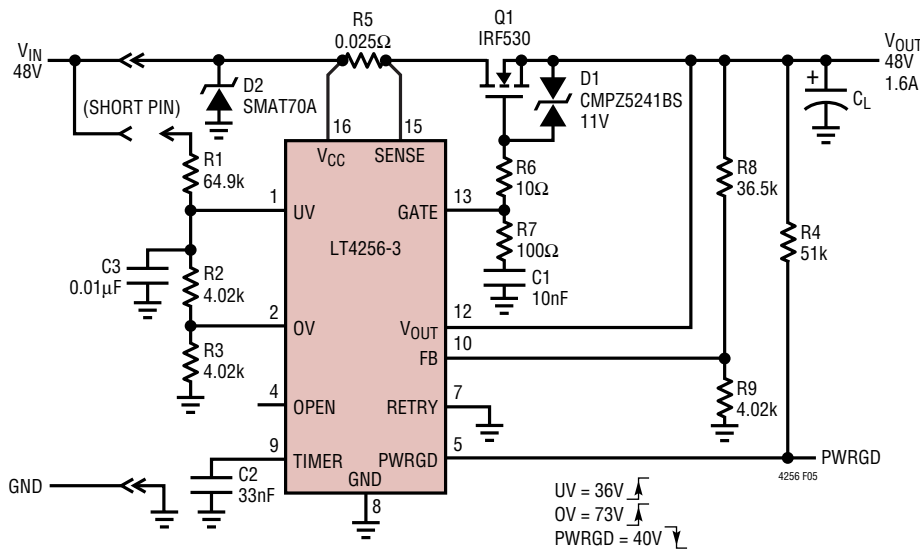 V_IN
48V
(SHORT PIN)
D2
SMAT70A
R5
0.025Ω
Q1
IRF530
D1
CMPZ5241BS
11V
V_OUT
48V
1.6A
+
C_L
R1
64.9k
16
15
V_CC
SENSE
R6
10Ω
R8
36.5k
1
UV
GATE
13
R7
100Ω
R4
51k
LT4256-3
C3
0.01µF
R2
4.02k
C1
10nF
2
OV
V_OUT
12
FB
10
R3
4.02k
R9
4.02k
4
OPEN
RETRY
7
9
TIMER
PWRGD
5
PWRGD
4256 F05
C2
33nF
GND
8
GND
UV = 36V
OV = 73V
PWRGD = 40V